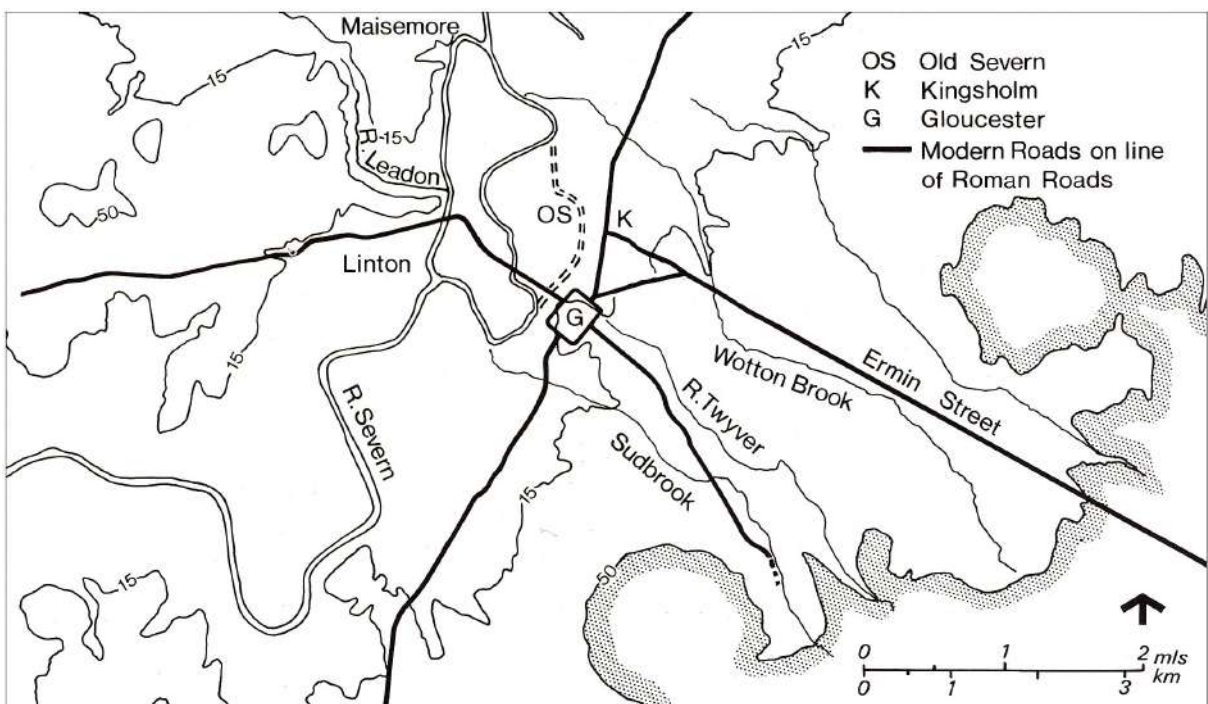 Maisemore
15
OS Old Severn
K Kingsholm
G Gloucester
Modern Roads on line
of Roman Roads
15
R. Leadon
15
50
OS
K
Linton
G
15
R. Severn
Wotton Brook
Ermin Street
R. Twyver
Sudbrook
15
50
15
0 1 2 mls
0 1 3 km